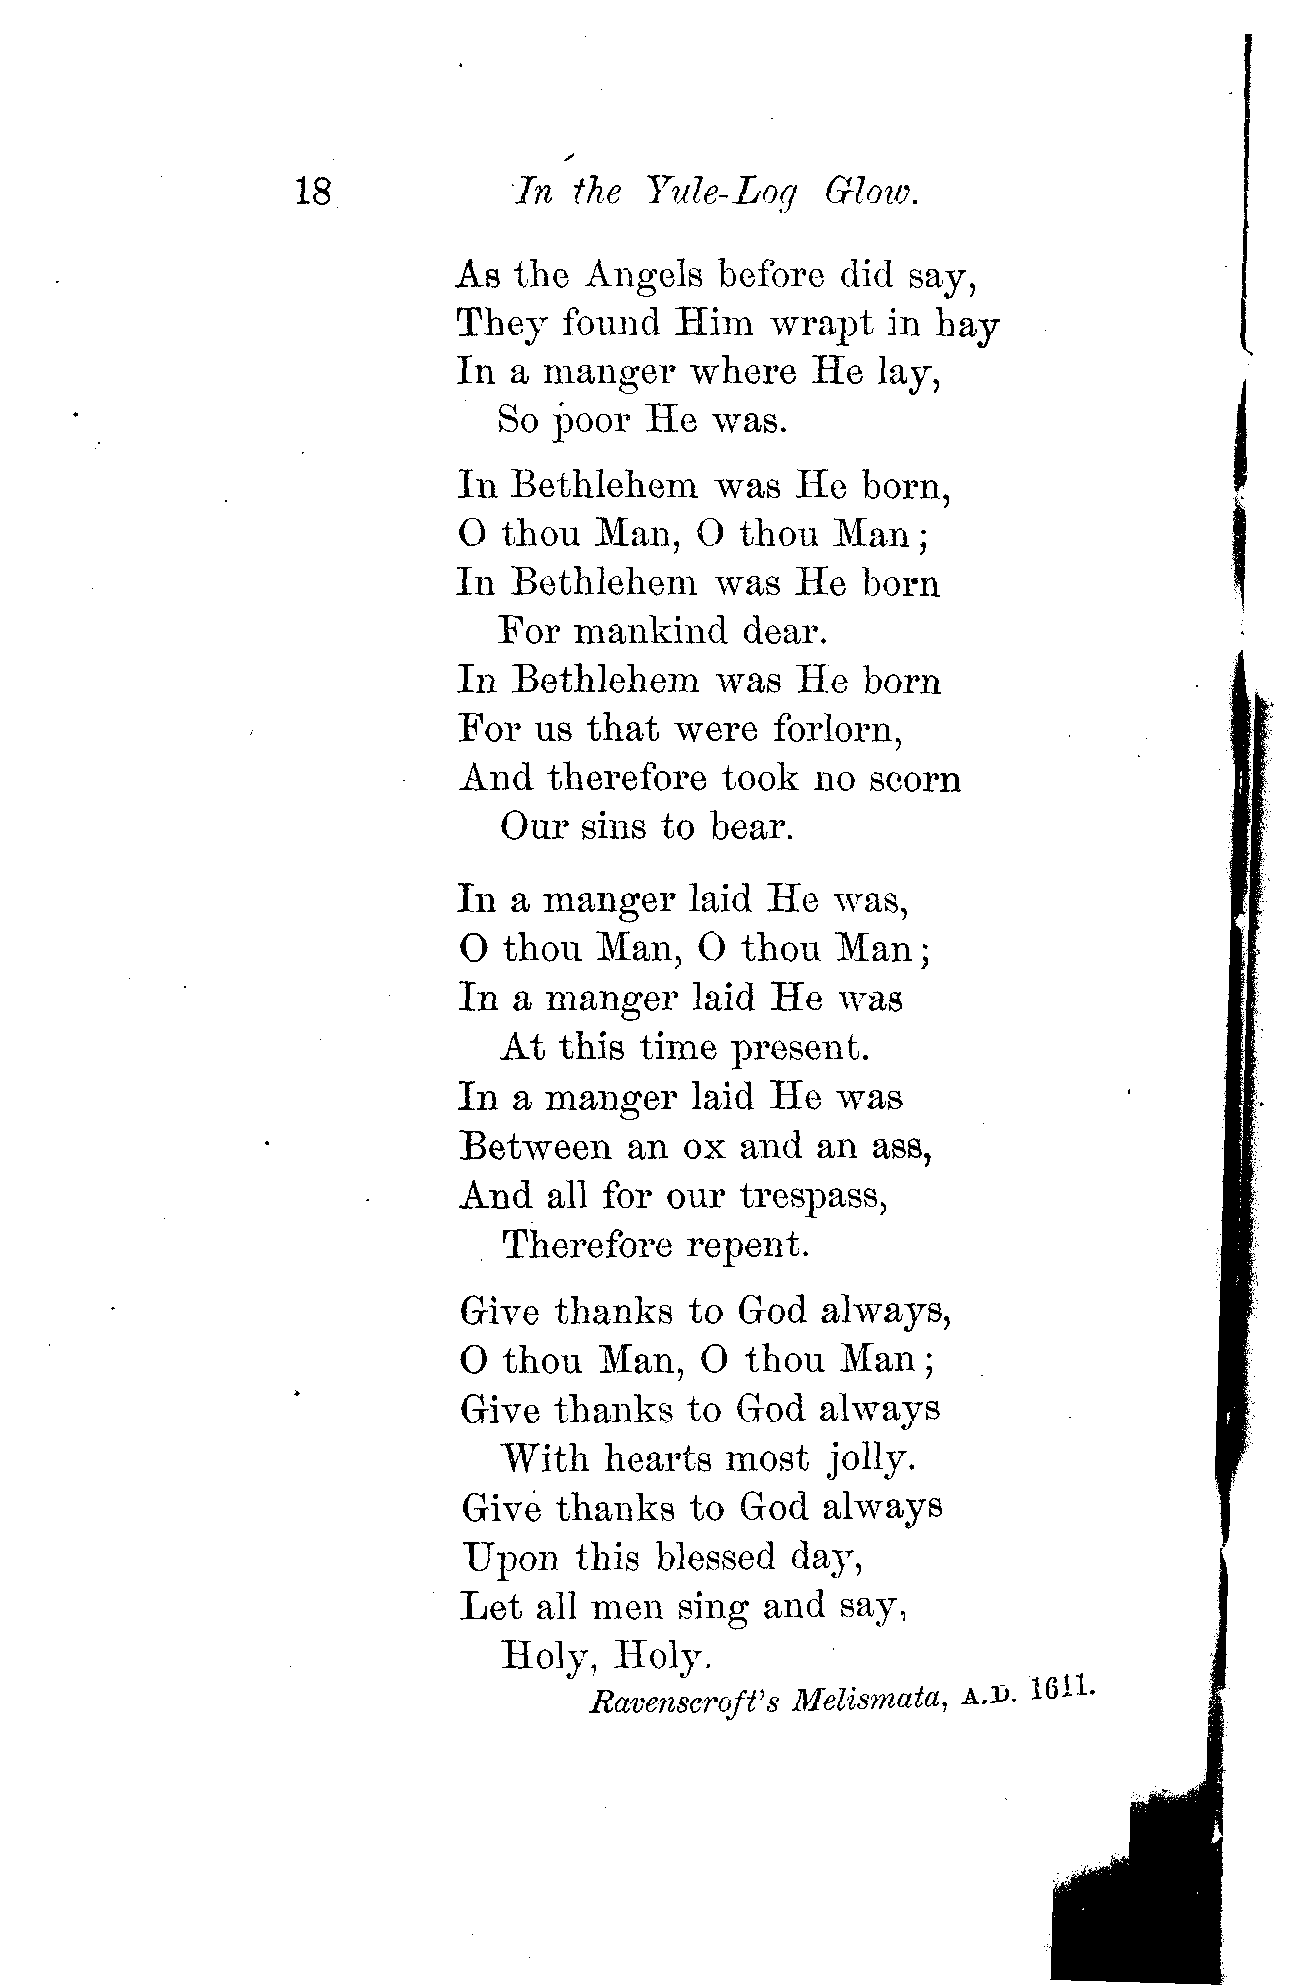 18 In the Yule-Log Glow.
As the Angels before did say,
They found Him wrapt in hay
In a manger where He lay,
So poor He was.
In Bethlehem was He born,
O thou Man, O thou Man;
In Bethlehem was He born
For mankind dear.
In Bethlehem was He born
For us that were forlorn,
And therefore took no scorn
Our sins to bear.
In a manger laid He was,
O thou Man, O thou Man;
In a manger laid He was
At this time present.
In a manger laid He was
Between an ox and an ass,
And all for our trespass,
Therefore repent.
Give thanks to God always,
O thou Man, O thou Man;
Give thanks to God always
With hearts most jolly.
Give thanks to God always
Upon this blessed day,
Let all men sing and say,
Holy, Holy.
Ravenscroft's Melismata, A.D. 1611.